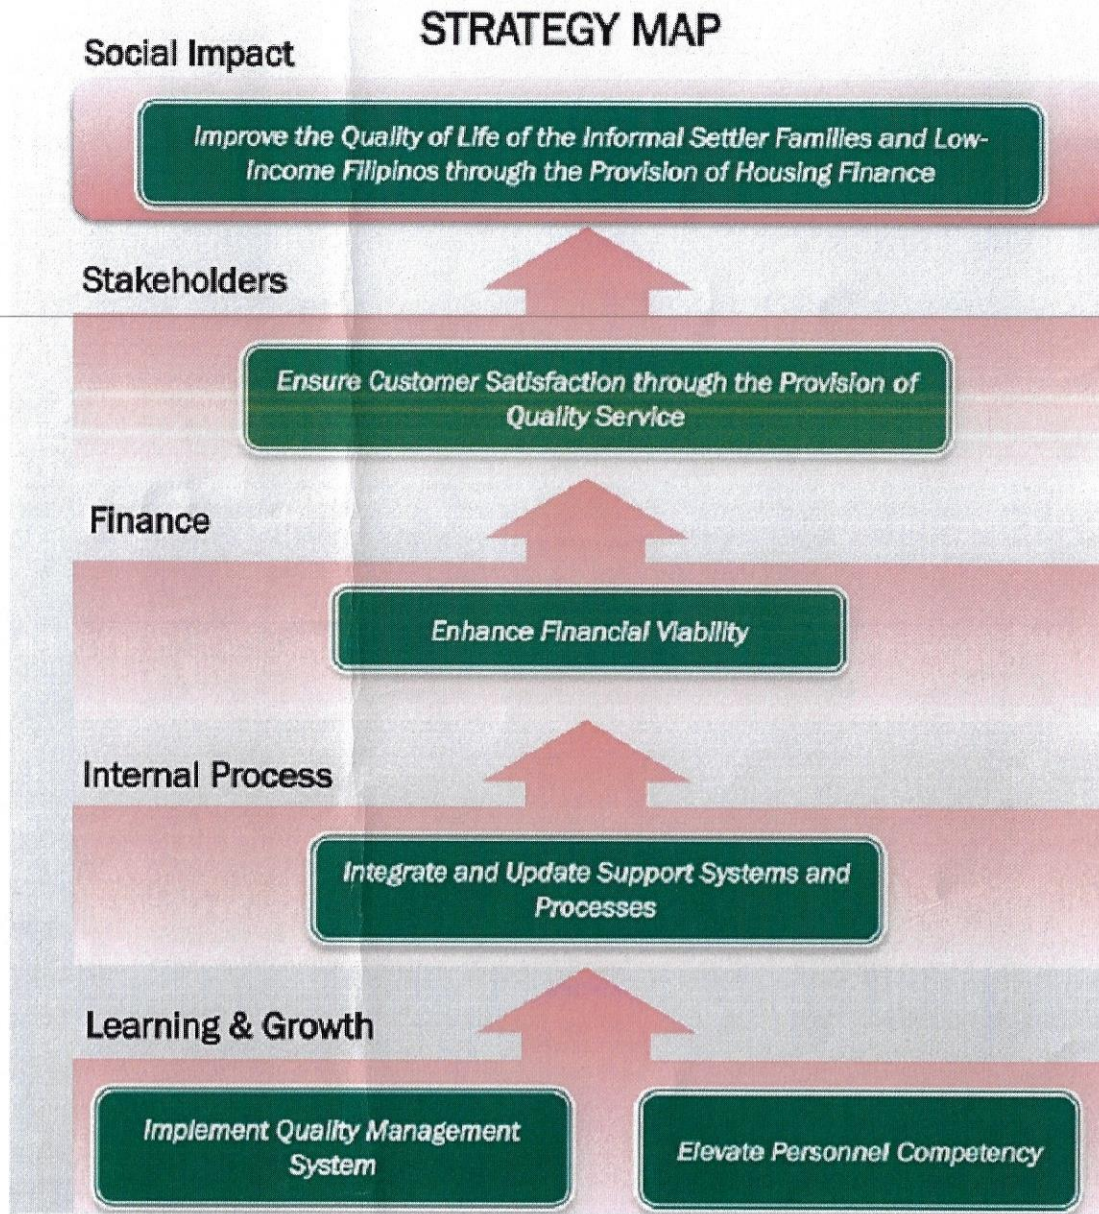 STRATEGY MAP
Social Impact
Improve the Quality of Life of the Informal Settler Families and Low-
Income Filipinos through the Provision of Housing Finance
Stakeholders
Ensure Customer Satisfaction through the Provision of
Quality Service
Finance
Enhance Financial Viability
Internal Process
Integrate and Update Support Systems and
Processes
Learning & Growth
Implement Quality Management
System
Elevate Personnel Competency